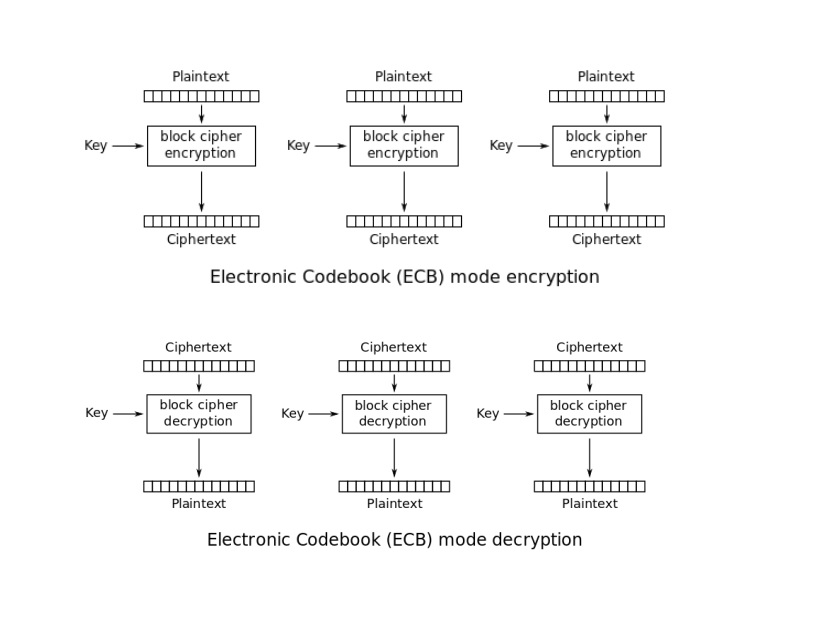 Plaintext Plaintext Plaintext
Key block cipher encryption Key block cipher encryption Key block cipher encryption
Ciphertext Ciphertext Ciphertext
Electronic Codebook (ECB) mode encryption
Ciphertext Ciphertext Ciphertext
Key block cipher decryption Key block cipher decryption Key block cipher decryption
Plaintext Plaintext Plaintext
Electronic Codebook (ECB) mode decryption